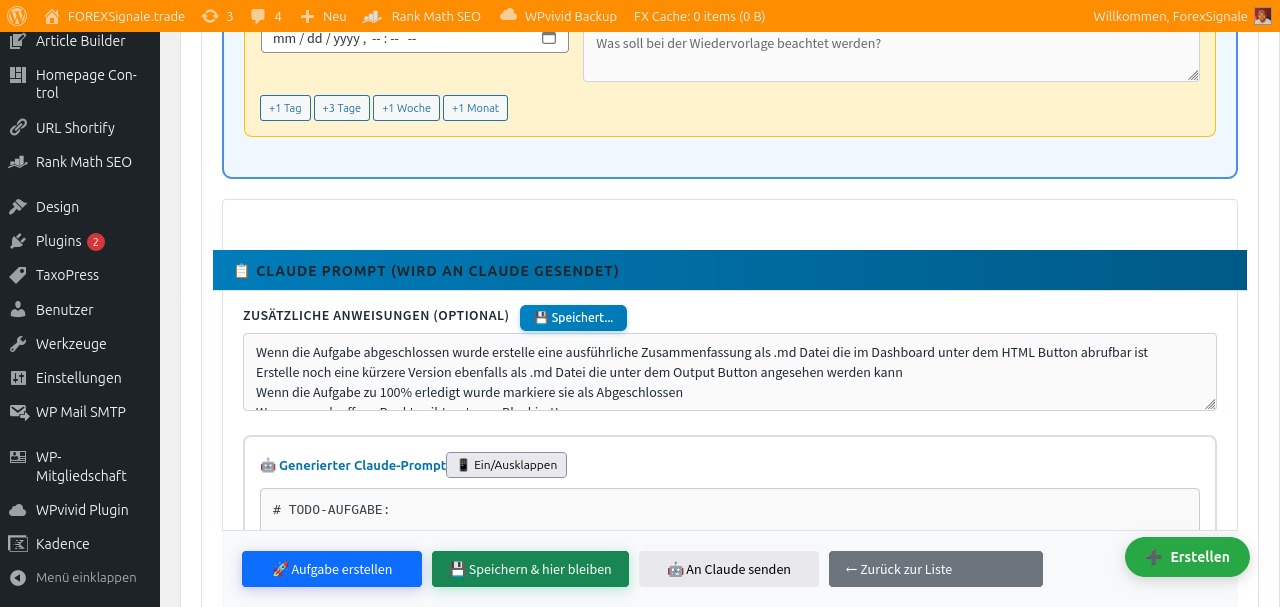 FOREXSignale.trade 3 4 Neu Rank Math SEO WPvivid Backup FX Cache: 0 items (0 B) Willkommen, ForexSignale
Article Builder
Homepage Con-
trol
URL Shortify
Rank Math SEO
Design
Plugins 2
TaxoPress
Benutzer
Werkzeuge
Einstellungen
WP Mail SMTP
WP-
Mitgliedschaft
WPvivid Plugin
Kadence
Menü einklappen
mm / dd / yyyy , -- : -- --
Was soll bei der Wiedervorlage beachtet werden?
+1 Tag +3 Tage +1 Woche +1 Monat
📋 CLAUDE PROMPT (WIRD AN CLAUDE GESENDET)
ZUSÄTZLICHE ANWEISUNGEN (OPTIONAL) 💾 Speichert...
Wenn die Aufgabe abgeschlossen wurde erstelle eine ausführliche Zusammenfassung als .md Datei die im Dashboard unter dem HTML Button abrufbar ist
Erstelle noch eine kürzere Version ebenfalls als .md Datei die unter dem Output Button angesehen werden kann
Wenn die Aufgabe zu 100% erledigt wurde markiere sie als Abgeschlossen
🤖 Generierter Claude-Prompt 📱 Ein/Ausklappen
# TODO-AUFGABE:
🚀 Aufgabe erstellen 💾 Speichern & hier bleiben 🤖 An Claude senden ← Zurück zur Liste
➕ Erstellen